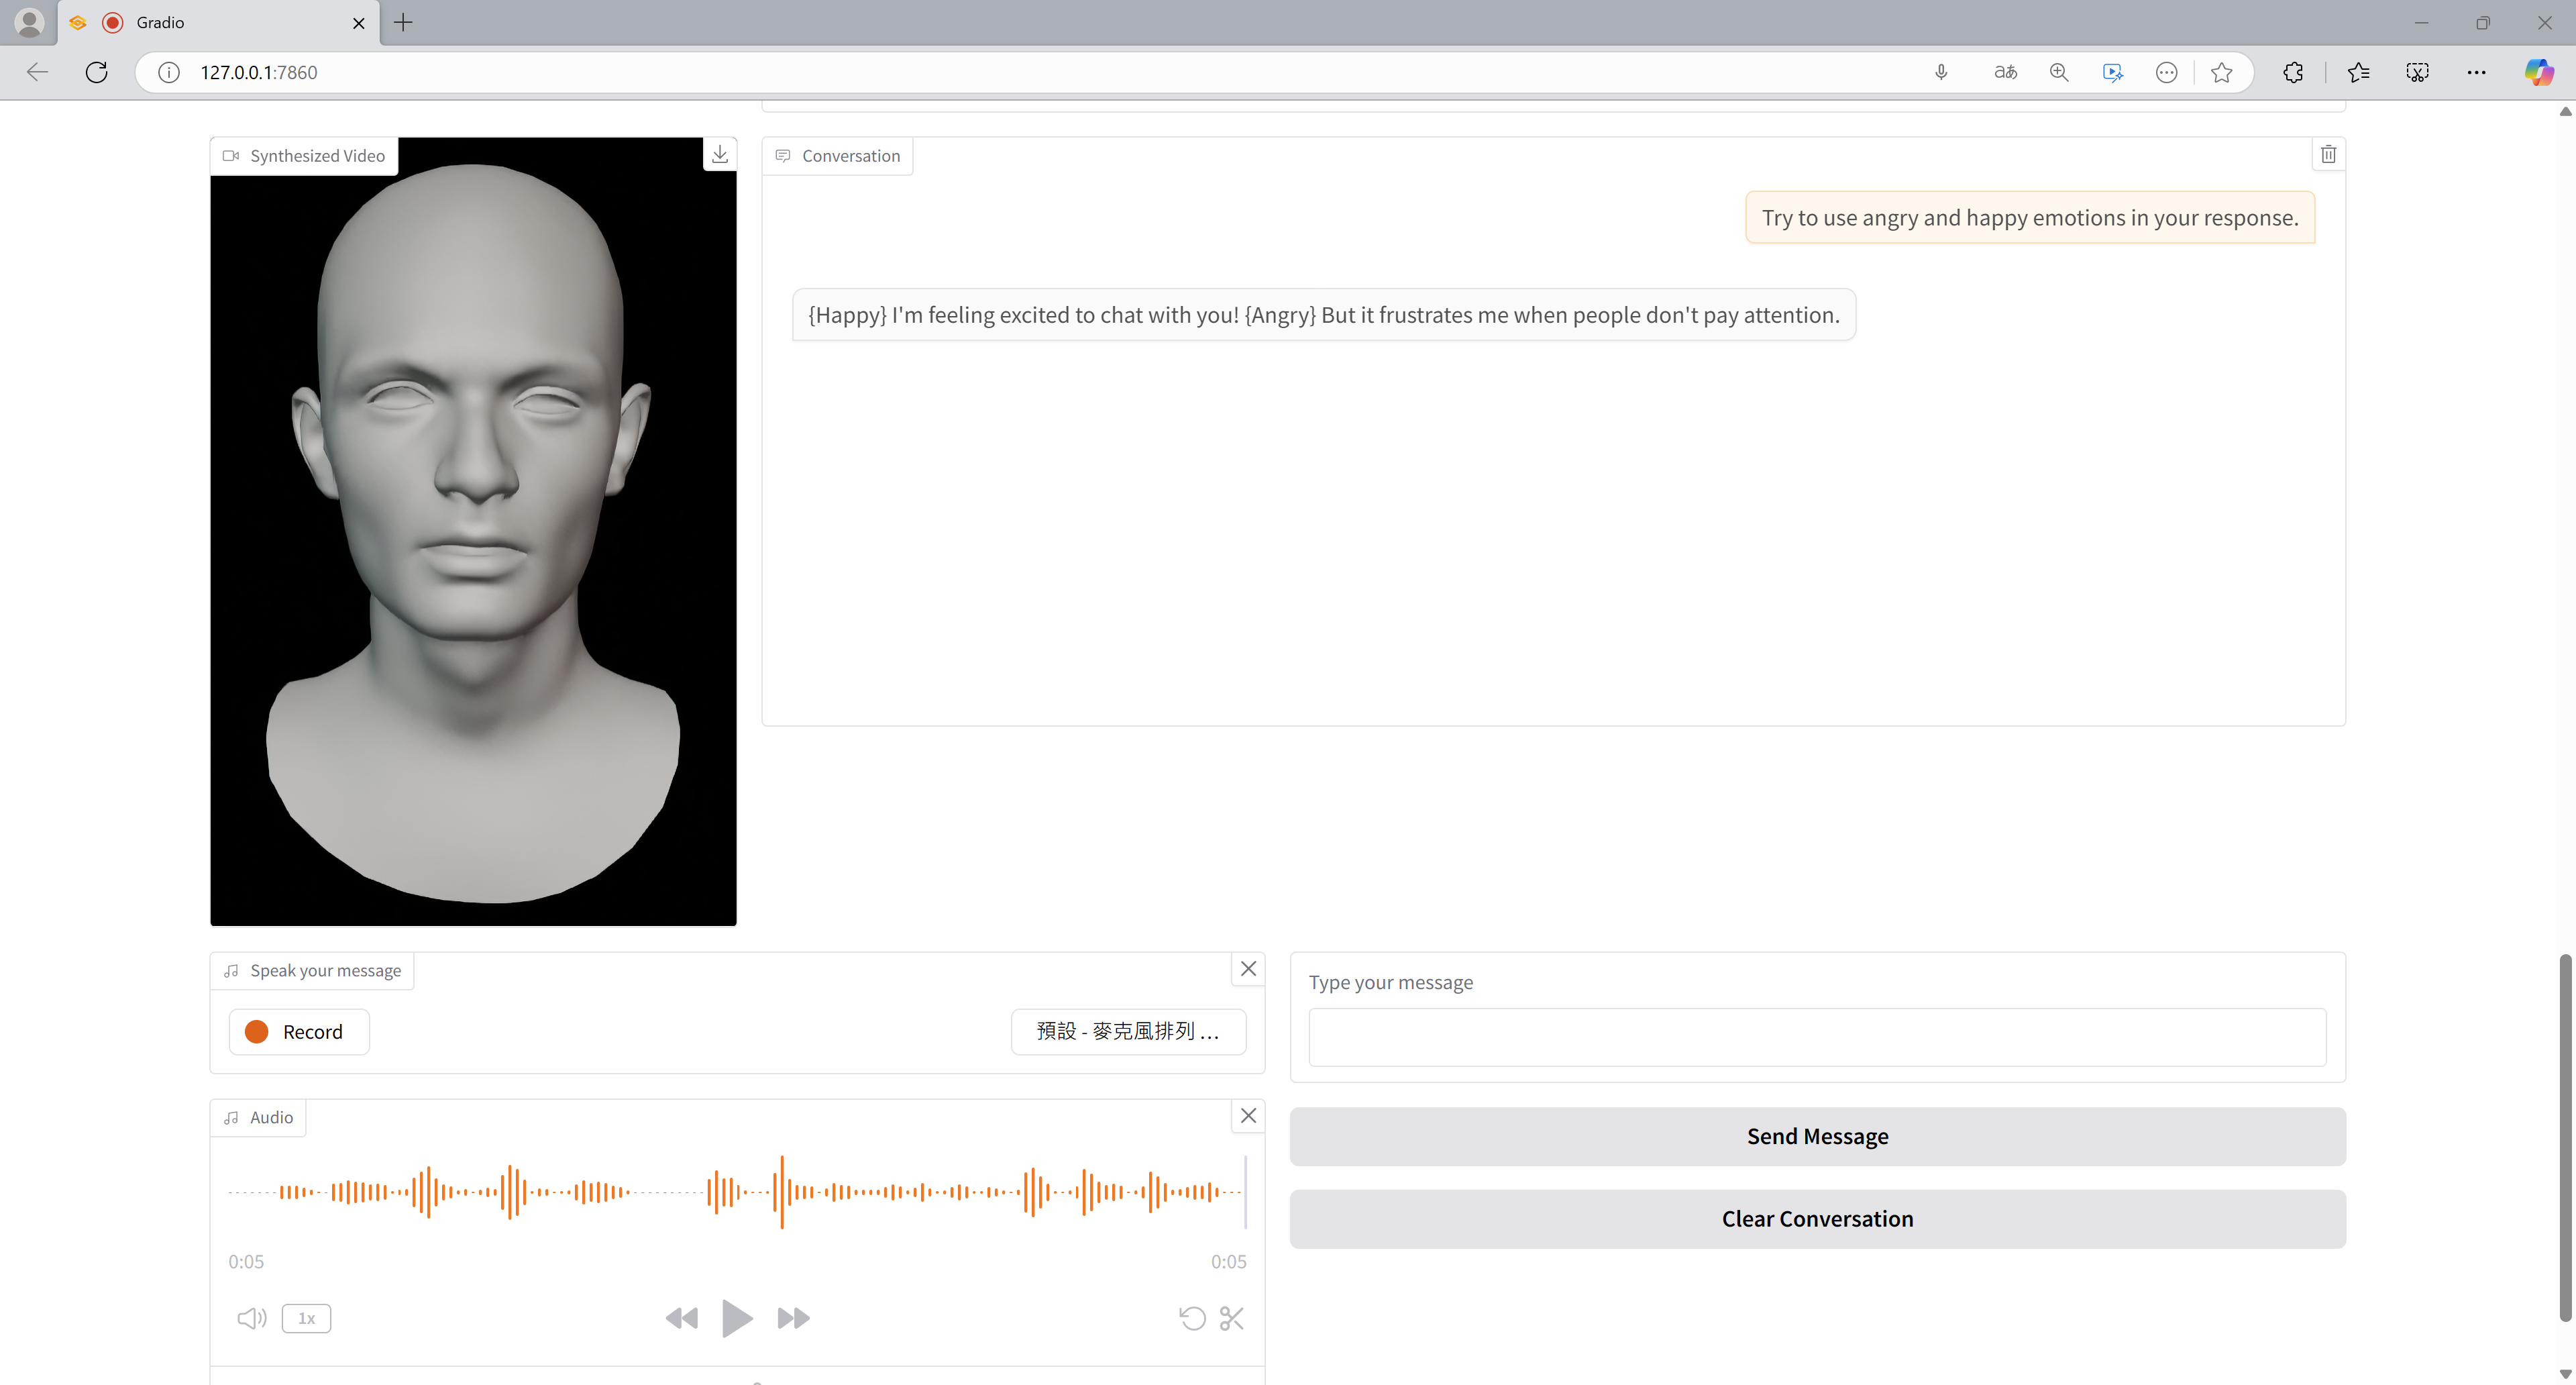 Gradio
127.0.0.1:7860
aあ
Synthesized Video
Conversation
Try to use angry and happy emotions in your response.
{Happy} I'm feeling excited to chat with you! {Angry} But it frustrates me when people don't pay attention.
Speak your message
Record
預設 - 麥克風排列 ...
Type your message
Audio
Send Message
Clear Conversation
0:05
0:05
1x